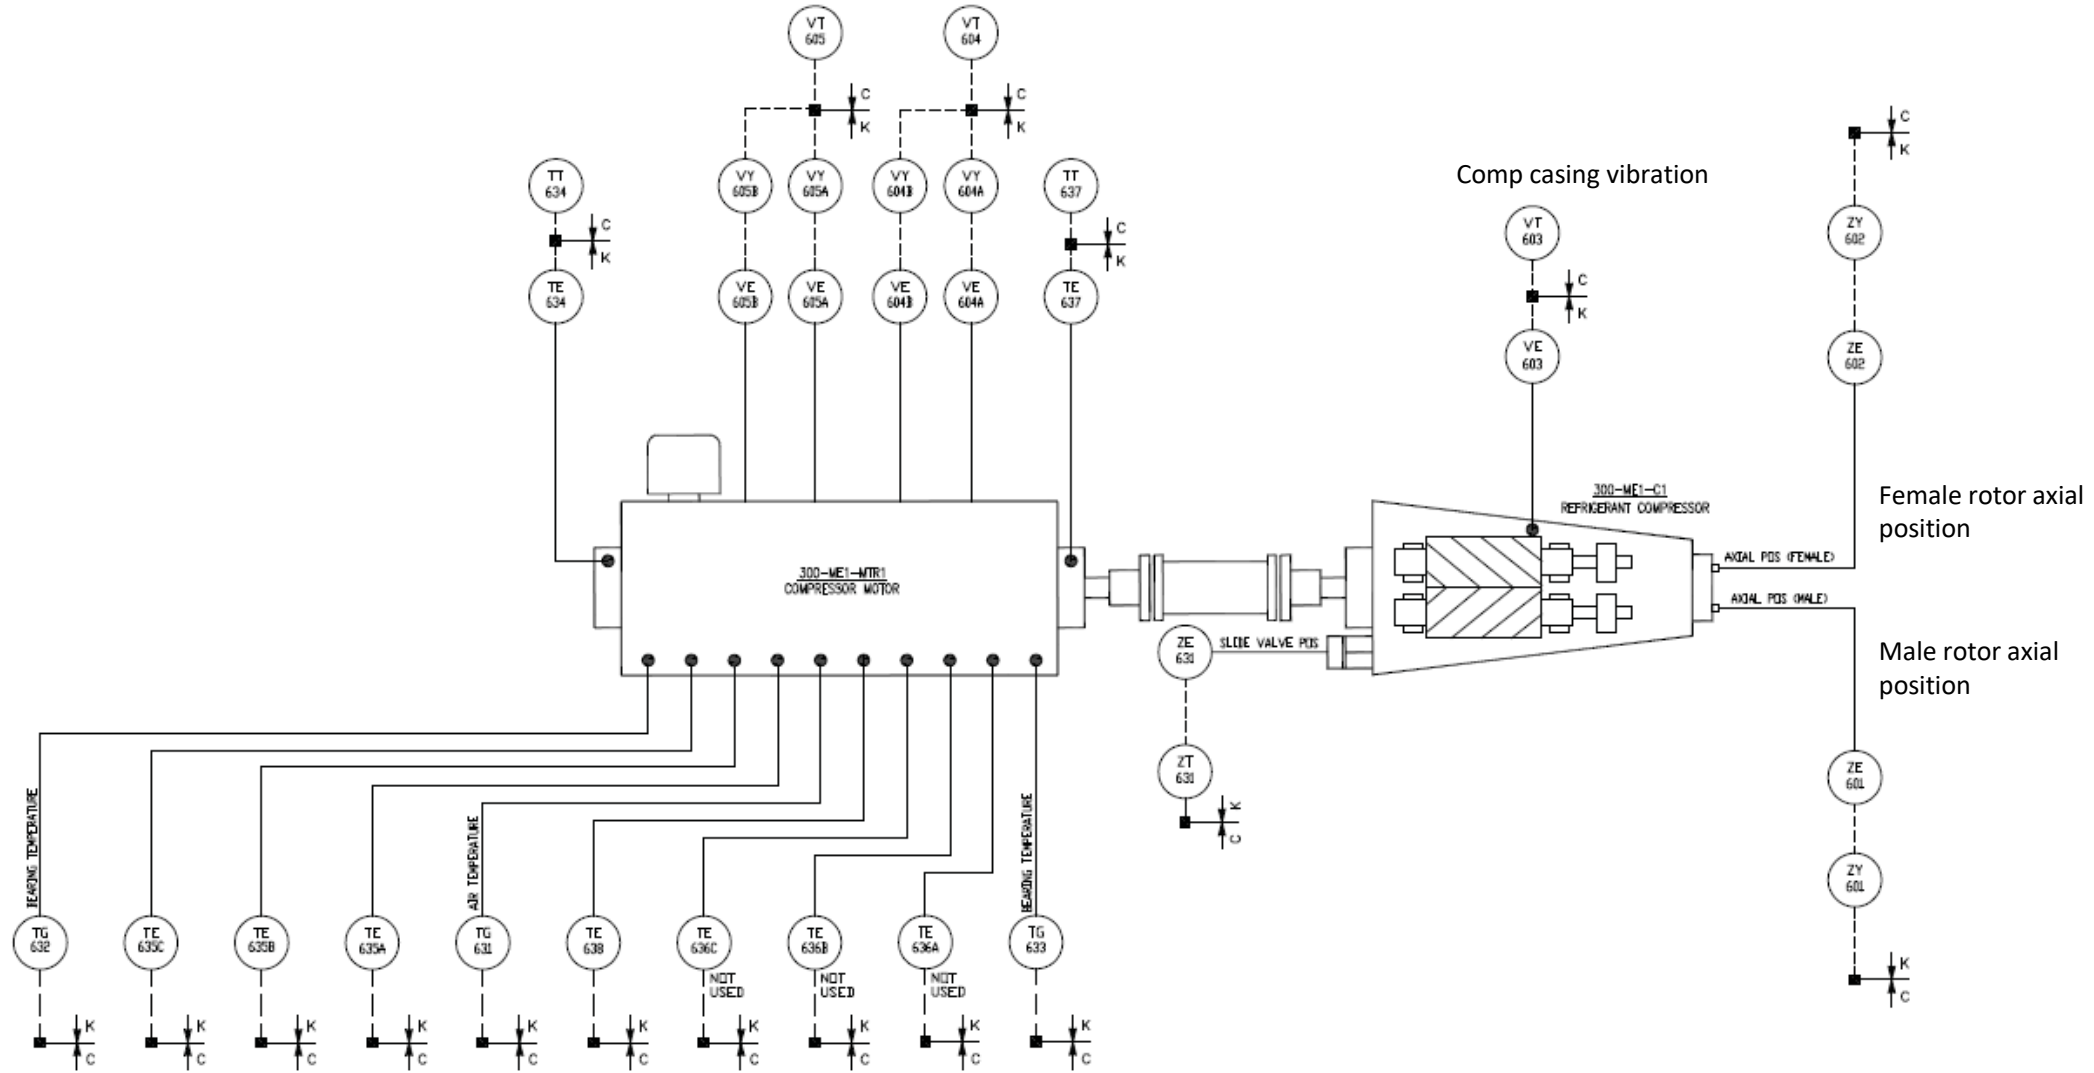 VT
605
VT
604
C
K
C
K
C
K
TT
634
VY
605B
VY
605A
VY
604B
VY
604A
TT
637
Comp casing vibration
VT
603
ZY
602
C
K
C
K
TE
634
VE
605B
VE
605A
VE
604B
VE
604A
TE
637
C
K
VE
603
ZE
602
300-ME1-C1
REFRIGERANT COMPRESSOR
Female rotor axial
position
AXIAL POS (FEMALE)
300-ME1-MTR1
COMPRESSOR MOTOR
AXIAL POS (MALE)
ZE
631
SLIDE VALVE POS
Male rotor axial
position
ZT
631
K
C
ZE
601
ZY
601
BEARING TEMPERATURE
AIR TEMPERATURE
BEARING TEMPERATURE
TG
632
TE
635C
TE
635B
TE
635A
TG
631
TE
638
TE
636C
TE
636B
TE
636A
TG
633
NOT
USED
NOT
USED
NOT
USED
K
C
K
C
K
C
K
C
K
C
K
C
K
C
K
C
K
C
K
C
K
C